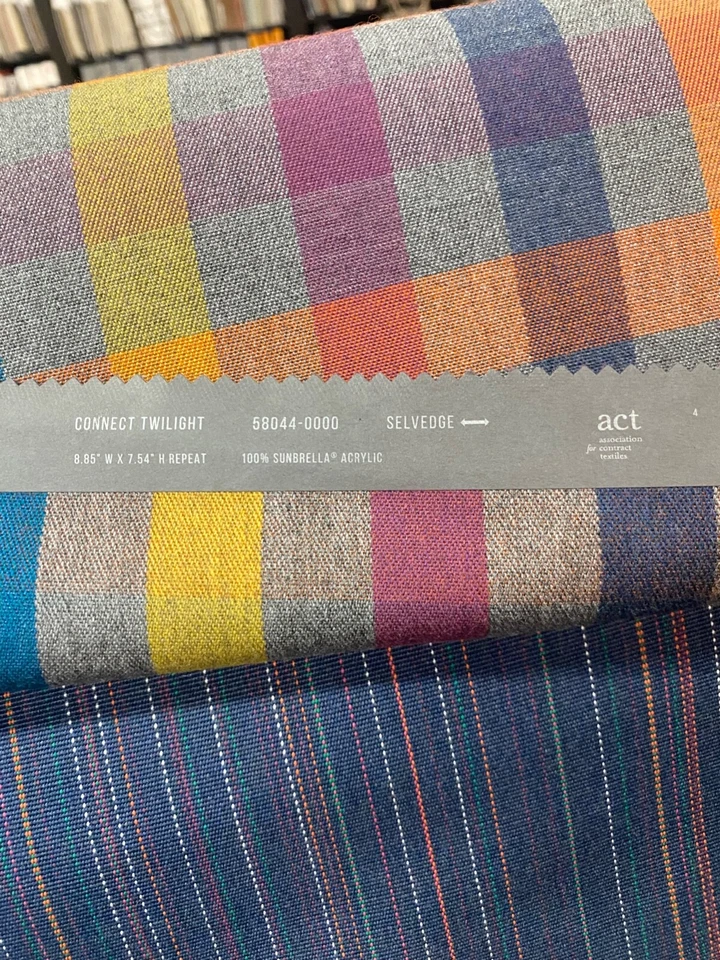 CONNECT TWILIGHT 58044-0000 SELVEDGE
8.85" W X 7.54" H REPEAT 100% SUNBRELLA® ACRYLIC
act
association
for contract
textiles
4